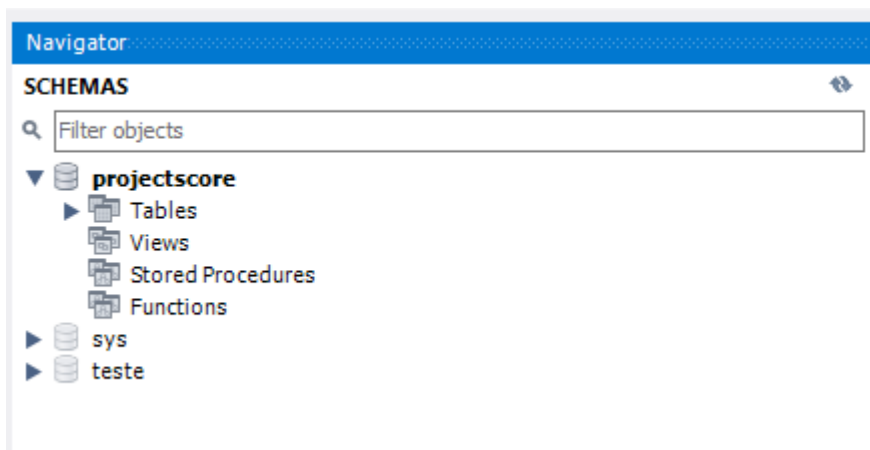 Navigator
SCHEMAS
Filter objects
projectscore
Tables
Views
Stored Procedures
Functions
sys
teste